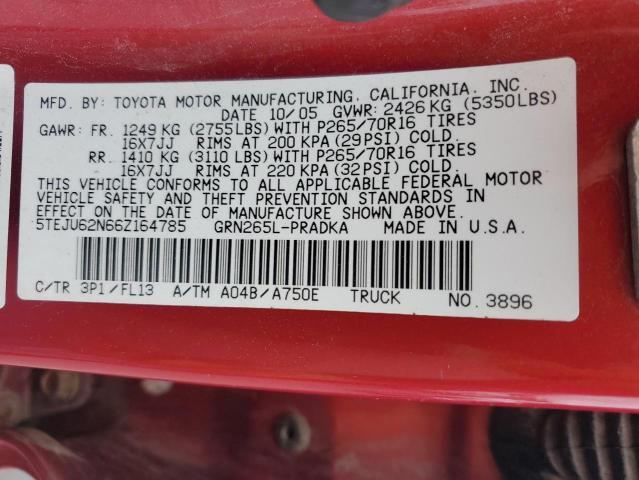 MFD. BY: TOYOTA MOTOR MANUFACTURING, CALIFORNIA, INC.
DATE 10/05 GVWR: 2426 KG (5350LBS)
GAWR: FR. 1249 KG (2755LBS) WITH P265/70R16 TIRES
16X7JJ RIMS AT 200 KPA (29 PSI) COLD.
RR. 1410 KG (3110 LBS) WITH P265/70R16 TIRES
16X7JJ RIMS AT 220 KPA (32 PSI) COLD.
THIS VEHICLE CONFORMS TO ALL APPLICABLE FEDERAL MOTOR
VEHICLE SAFETY AND THEFT PREVENTION STANDARDS IN
EFFECT ON THE DATE OF MANUFACTURE SHOWN ABOVE.
5TEJU62N66Z164785 GRN265L-PRADKA MADE IN U.S.A.
C/TR 3P1/FL13 A/TM A04B/A750E TRUCK NO. 3896